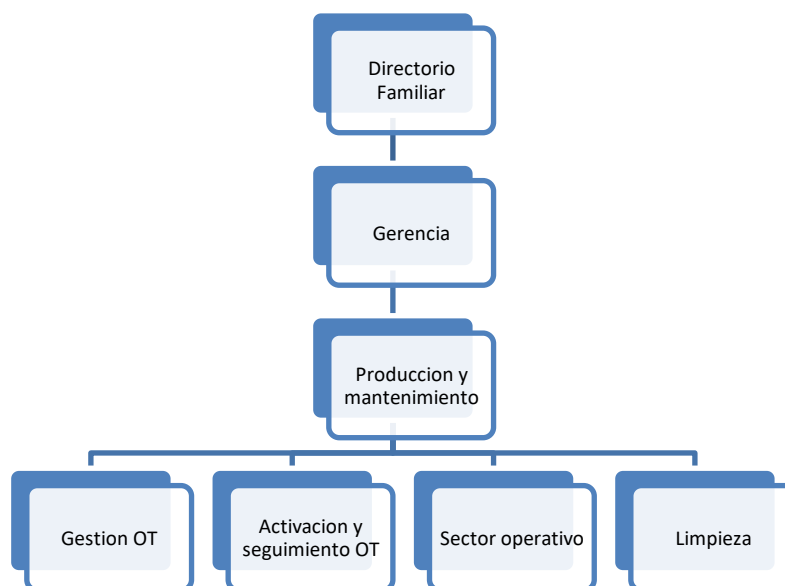 Directorio
Familiar
Gerencia
Produccion y
mantenimiento
Gestion OT
Activacion y
seguimiento OT
Sector operativo
Limpieza